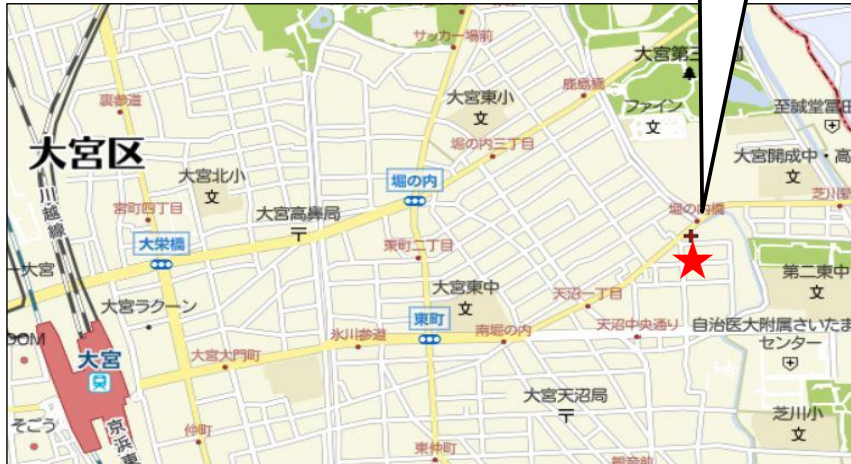 サッカー場前
大宮第三
鹿島橋
大宮東小
文
ファイン
文
至誠堂冨田
裏参道
大宮区
堀の内三丁目
大宮開成中・高
文
川越線
大宮北小
文
堀の内
宮町四丁目
大宮高鼻局
〒
堀の内橋
芝川
大栄橋
東町二丁目
大宮
第二東中
文
大宮ラクーン
大宮東中
文
天沼一丁目
東町
DOM
氷川参道
南堀の内
天沼中央通り
自治医大附属さいたま
センター
大宮
大宮大門町
大宮天沼局
〒
芝川小
文
そごう
仲町
京浜東
東仲町
観音前